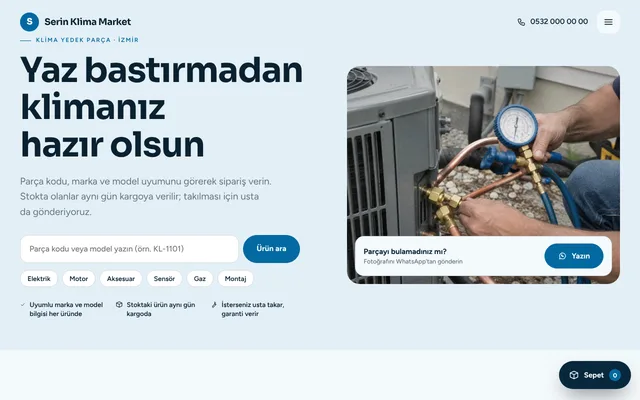 S Serin Klima Market
0532 000 00 00
KLİMA YEDEK PARÇA · İZMİR
Yaz bastırmadan
klimanız
hazır olsun
Parça kodu, marka ve model uyumunu görerek sipariş verin.
Stokta olanlar aynı gün kargoya verilir; takılması için usta
da gönderiyoruz.
Parça kodu veya model yazın (örn. KL-1101)
Ürün ara
Elektrik
Motor
Aksesuar
Sensör
Gaz
Montaj
Uyumlu marka ve model
bilgisi her üründe
Stoktaki ürün aynı gün
kargoda
İsterseniz usta takar,
garanti verir
Parçayı bulamadınız mı?
Fotoğrafını WhatsApp'tan gönderin
Yazın
Sepet 0